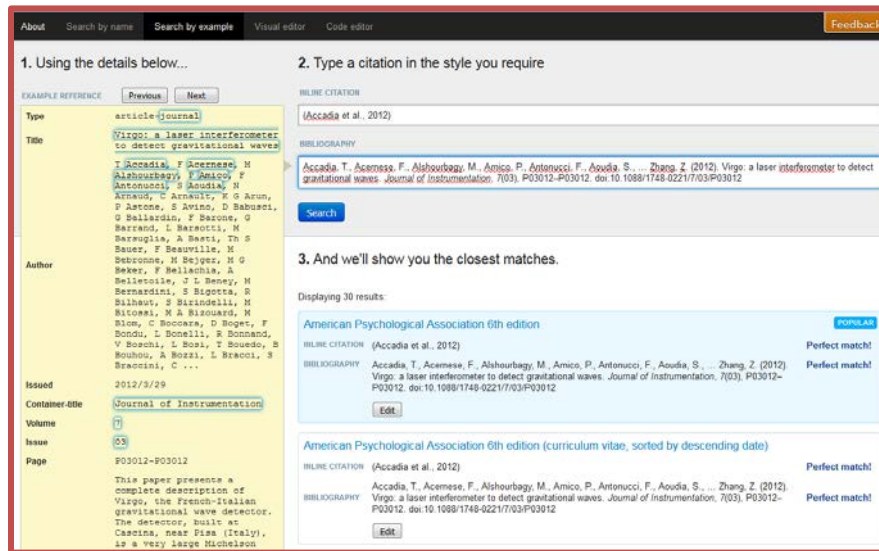 About Search by name Search by example Visual editor Code editor Feedback
1. Using the details below...
EXAMPLE REFERENCE Previous Next
Type article-journal
Title Virgo: a laser interferometer
to detect gravitational waves
Author
T Accadia, F Acernese, M
Alshourbagy, P Amico, F
Antonucci, S Aoudia, N
Arnaud, C Arnault, K G Arun,
P Astone, S Avino, D Babusci,
G Ballardin, F Barone, G
Barrand, L Barsotti, M
Barsuglia, A Basti, Th S
Bauer, F Beauville, M
Bebronne, M Bejger, M G
Beker, F Bellachia, A
Belletoile, J L Beney, M
Bernardini, S Bigotta, R
Bilhaut, S Birindelli, M
Bitossi, M A Bizouard, M
Blom, C Boccara, D Boget, F
Bondu, L Bonelli, R Bonnand,
V Boschi, L Bosi, T Bouedo, B
Bouhou, A Bozzi, L Bracci, S
Braccini, C ...
Issued 2012/3/29
Container-title Journal of Instrumentation
Volume 7
Issue 03
Page P03012-P03012
This paper presents a
complete description of
Virgo, the French-Italian
gravitational wave detector.
The detector, built at
Cascina, near Pisa (Italy),
is a very large Michelson
2. Type a citation in the style you require
INLINE CITATION
(Accadia et al., 2012)
BIBLIOGRAPHY
Accadia, T., Acernese, F., Alshourbagy, M., Amico, P., Antonucci, F., Aoudia, S., ... Zhang, Z. (2012). Virgo: a laser interferometer to detect
gravitational waves. Journal of Instrumentation, 7(03), P03012–P03012. doi:10.1088/1748-0221/7/03/P03012
Search
3. And we'll show you the closest matches.
Displaying 30 results:
American Psychological Association 6th edition POPULAR
INLINE CITATION (Accadia et al., 2012) Perfect match!
BIBLIOGRAPHY Accadia, T., Acernese, F., Alshourbagy, M., Amico, P., Antonucci, F., Aoudia, S., ... Zhang, Z. (2012). Perfect match!
Virgo: a laser interferometer to detect gravitational waves. Journal of Instrumentation, 7(03), P03012–
P03012. doi:10.1088/1748-0221/7/03/P03012
Edit
American Psychological Association 6th edition (curriculum vitae, sorted by descending date)
INLINE CITATION (Accadia et al., 2012) Perfect match!
BIBLIOGRAPHY Accadia, T., Acernese, F., Alshourbagy, M., Amico, P., Antonucci, F., Aoudia, S., ... Zhang, Z. (2012). Perfect match!
Virgo: a laser interferometer to detect gravitational waves. Journal of Instrumentation, 7(03), P03012–
P03012. doi:10.1088/1748-0221/7/03/P03012
Edit